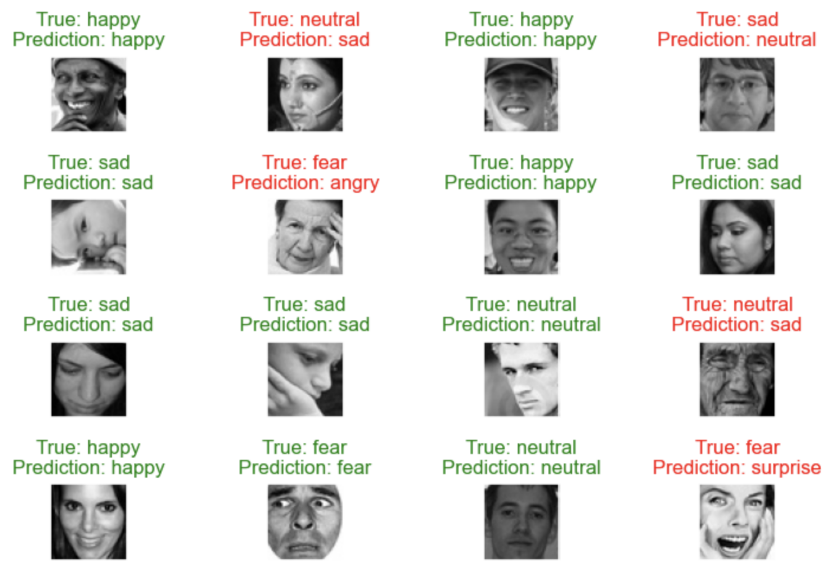 True: happy
Prediction: happy
True: neutral
Prediction: sad
True: happy
Prediction: happy
True: sad
Prediction: neutral
True: sad
Prediction: sad
True: fear
Prediction: angry
True: happy
Prediction: happy
True: sad
Prediction: sad
True: sad
Prediction: sad
True: sad
Prediction: sad
True: neutral
Prediction: neutral
True: neutral
Prediction: sad
True: happy
Prediction: happy
True: fear
Prediction: fear
True: neutral
Prediction: neutral
True: fear
Prediction: surprise